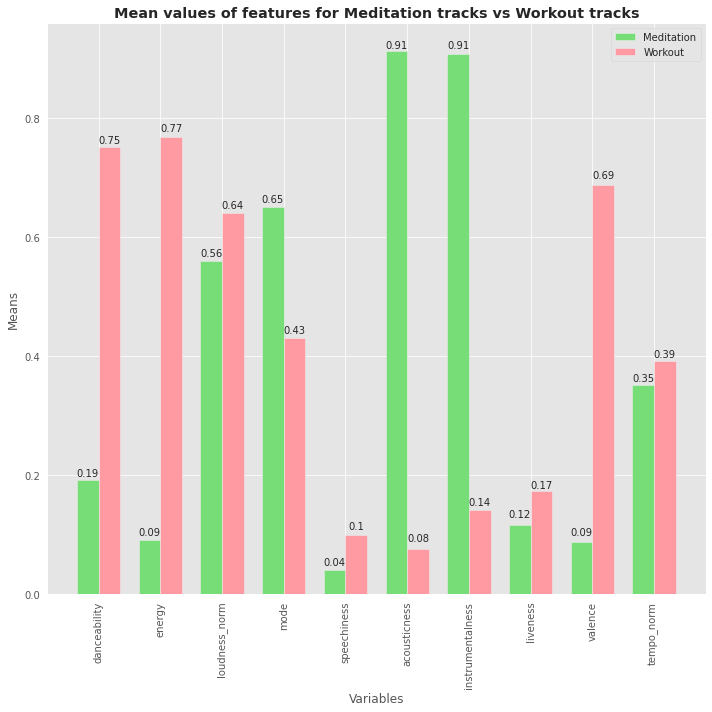 Mean values of features for Meditation tracks vs Workout tracks
Meditation
Workout
0.91
0.91
0.77
0.75
0.69
0.65
0.64
0.56
0.43
0.39
0.35
0.19
0.17
0.14
0.12
0.1
0.09
0.09
0.08
0.04
0.8
0.6
0.4
0.2
0.0
Means
danceability
energy
loudness_norm
mode
speechiness
acousticness
instrumentalness
liveness
valence
tempo_norm
Variables